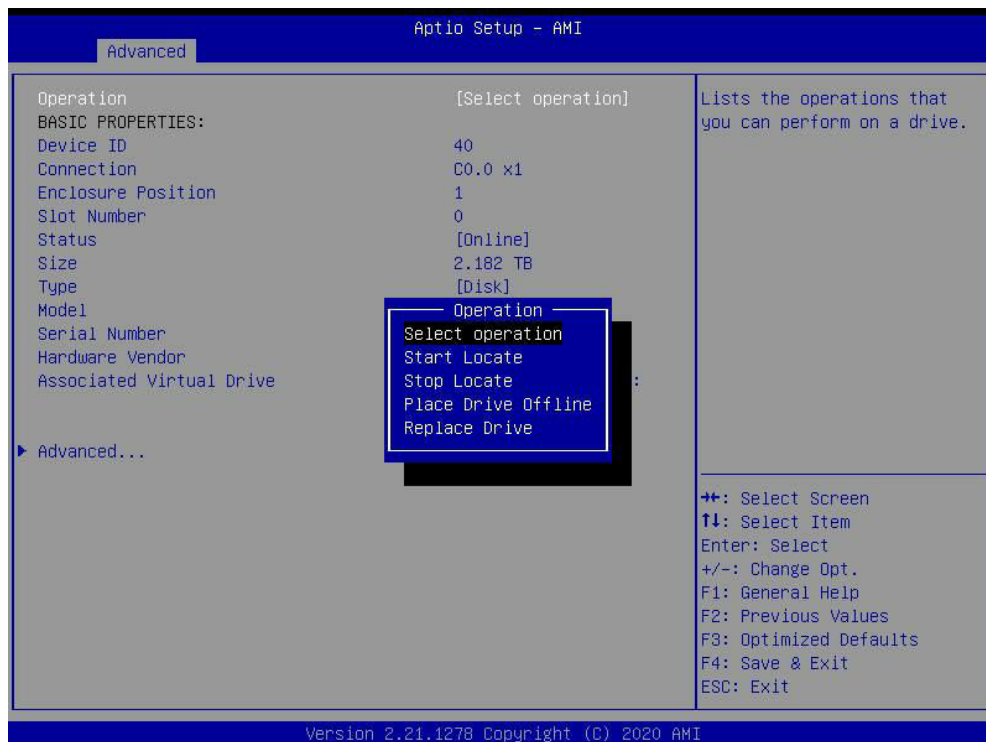 Aptio Setup – AMI
Advanced
Operation [Select operation]
BASIC PROPERTIES:
Device ID 40
Connection C0.0 x1
Enclosure Position 1
Slot Number 0
Status [Online]
Size 2.182 TB
Type [Disk]
Model
Serial Number
Hardware Vendor
Associated Virtual Drive :
Advanced...
Operation
Select operation
Start Locate
Stop Locate
Place Drive Offline
Replace Drive
Lists the operations that
you can perform on a drive.
→←: Select Screen
↑↓: Select Item
Enter: Select
+/-: Change Opt.
F1: General Help
F2: Previous Values
F3: Optimized Defaults
F4: Save & Exit
ESC: Exit
Version 2.21.1278 Copyright (C) 2020 AMI